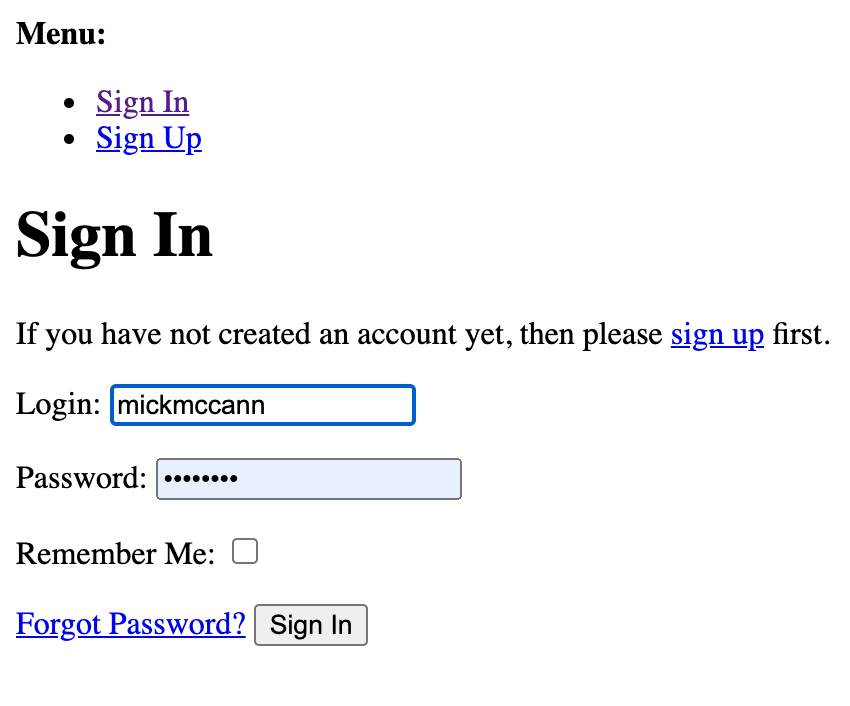 Menu:
Sign In
Sign Up
Sign In
If you have not created an account yet, then please sign up first.
Login: mickmccann
Password: ••••••••
Remember Me:
Forgot Password? Sign In